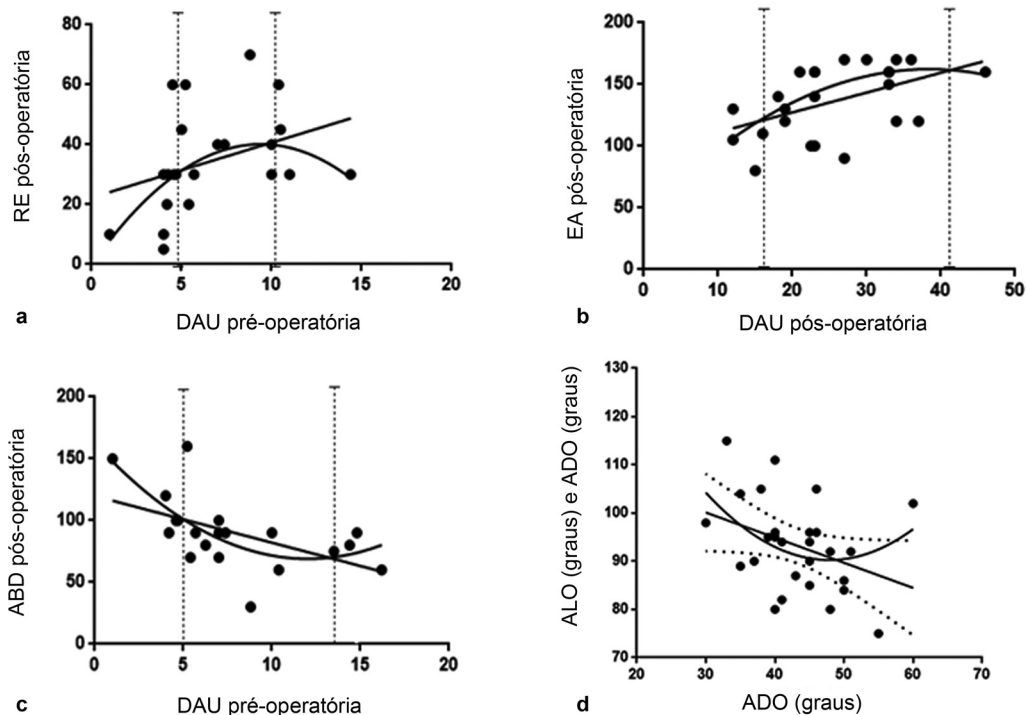 RE pós-operatória
80
60
40
20
0
0 5 10 15 20
a
DAU pré-operatória
EA pós-operatória
200
150
100
50
0
0 10 20 30 40 50
b
DAU pós-operatória
ABD pós-operatória
200
150
100
50
0
0 5 10 15 20
c
DAU pré-operatória
ALO (graus) e ADO (graus)
130
120
110
100
90
80
70
20 30 40 50 60 70
d
ADO (graus)